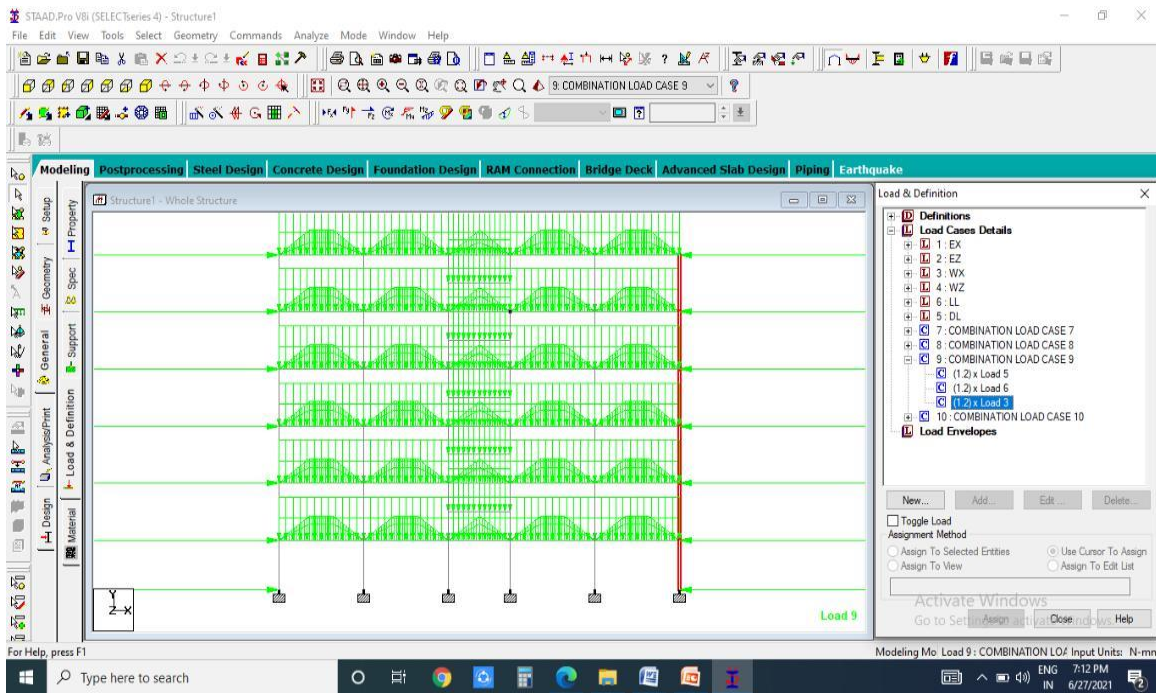 STAAD.Pro V8i (SELECTseries 4) - Structure1
File Edit View Tools Select Geometry Commands Analyze Mode Window Help
9: COMBINATION LOAD CASE 9
Modeling Postprocessing Steel Design Concrete Design Foundation Design RAM Connection Bridge Deck Advanced Slab Design Piping Earthquake
Setup
Geometry
General
Analysis/Print
Design
Property
Spec
Support
Load & Definition
Material
Structure1 - Whole Structure
Y
Z X
Load 9
Load & Definition
Definitions
Load Cases Details
1 : EX
2 : EZ
3 : WX
4 : WZ
6 : LL
5 : DL
7 : COMBINATION LOAD CASE 7
8 : COMBINATION LOAD CASE 8
9 : COMBINATION LOAD CASE 9
(1.2) x Load 5
(1.2) x Load 6
(1.2) x Load 3
10 : COMBINATION LOAD CASE 10
Load Envelopes
New... Add... Edit ... Delete...
Toggle Load
Assignment Method
Assign To Selected Entities Use Cursor To Assign
Assign To View Assign To Edit List
Activate Windows
Assign Close Help
For Help, press F1
Modeling Mo Load 9 : COMBINATION LOA Input Units: N-mm
Type here to search
ENG 7:12 PM
IN 6/27/2021
2